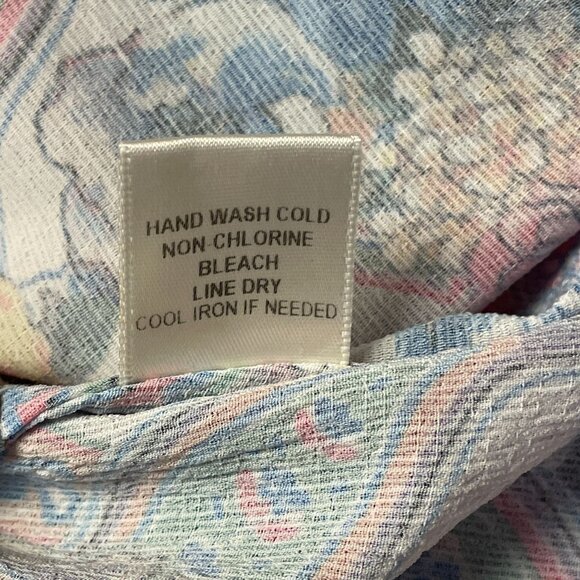 HAND WASH COLD
NON-CHLORINE
BLEACH
LINE DRY
COOL IRON IF NEEDED